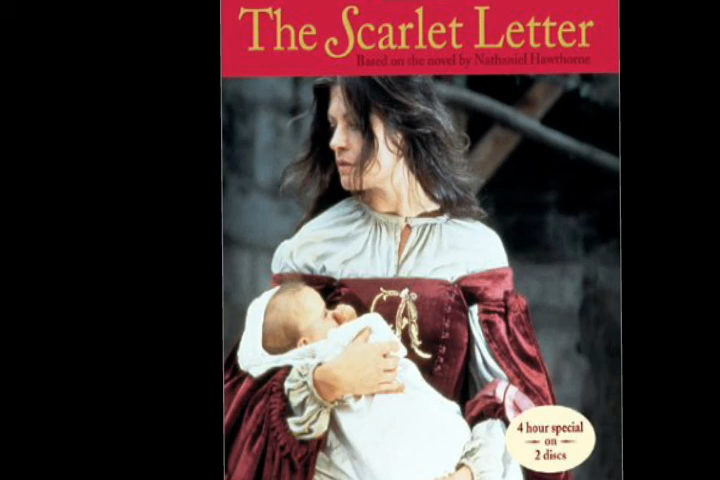 The Scarlet Letter
Based on the novel by Nathaniel Hawthorne
4 hour special
on
2 discs